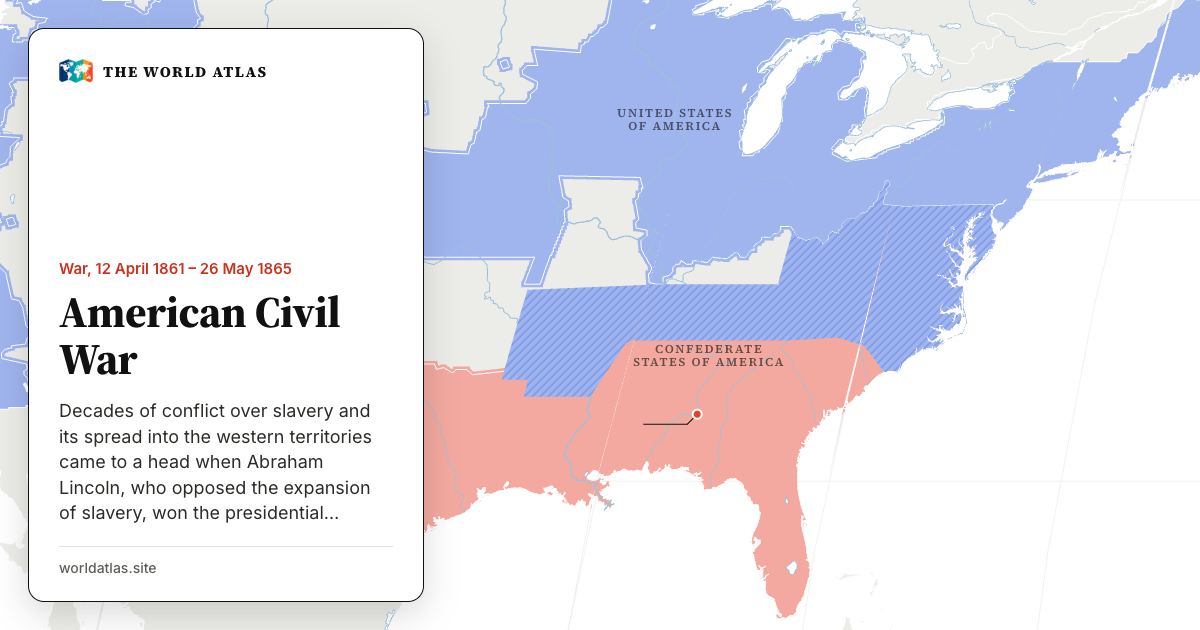 THE WORLD ATLAS
War, 12 April 1861 – 26 May 1865
American Civil
War
Decades of conflict over slavery and
its spread into the western territories
came to a head when Abraham
Lincoln, who opposed the expansion
of slavery, won the presidential...
worldatlas.site
UNITED STATES
OF AMERICA
CONFEDERATE
STATES OF AMERICA